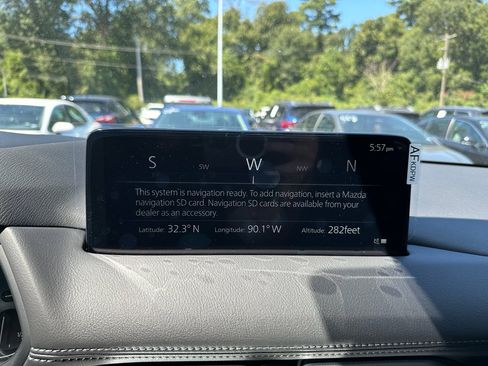 5:57 pm
S SW W NW N
This system is navigation ready. To add navigation, insert a Mazda
navigation SD card. Navigation SD cards are available from your
dealer as an accessory.
Latitude: 32.3° N Longitude: 90.1° W Altitude: 282feet